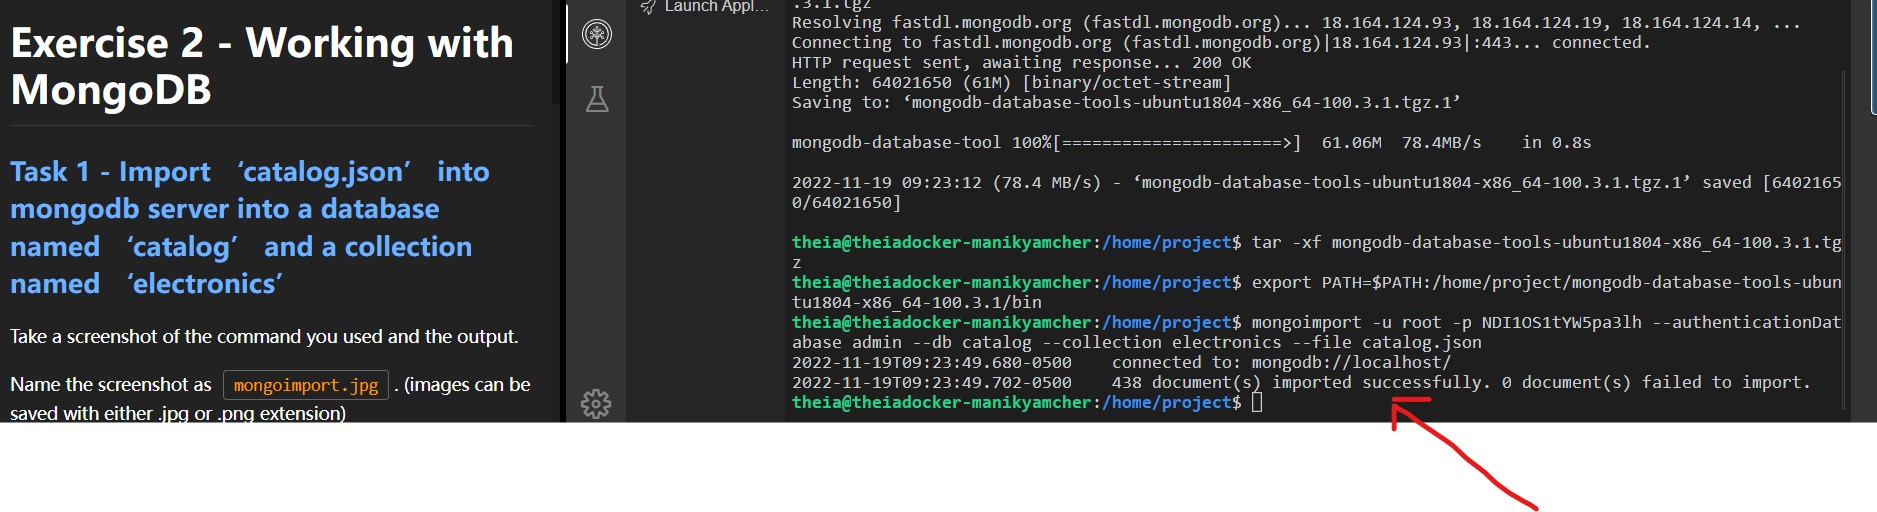 Exercise 2 - Working with
MongoDB
Task 1 - Import ‘catalog.json’ into
mongodb server into a database
named ‘catalog’ and a collection
named ‘electronics’
Take a screenshot of the command you used and the output.
Name the screenshot as mongoimport.jpg . (images can be
saved with either .jpg or .png extension)
Launch Appl...
.3.1.tgz
Resolving fastdl.mongodb.org (fastdl.mongodb.org)... 18.164.124.93, 18.164.124.19, 18.164.124.14, ...
Connecting to fastdl.mongodb.org (fastdl.mongodb.org)|18.164.124.93|:443... connected.
HTTP request sent, awaiting response... 200 OK
Length: 64021650 (61M) [binary/octet-stream]
Saving to: ‘mongodb-database-tools-ubuntu1804-x86_64-100.3.1.tgz.1’
mongodb-database-tool 100%[======================>] 61.06M 78.4MB/s in 0.8s
2022-11-19 09:23:12 (78.4 MB/s) - ‘mongodb-database-tools-ubuntu1804-x86_64-100.3.1.tgz.1’ saved [6402165
0/64021650]
theia@theiadocker-manikyamcher:/home/project$ tar -xf mongodb-database-tools-ubuntu1804-x86_64-100.3.1.tg
z
theia@theiadocker-manikyamcher:/home/project$ export PATH=$PATH:/home/project/mongodb-database-tools-ubun
tu1804-x86_64-100.3.1/bin
theia@theiadocker-manikyamcher:/home/project$ mongoimport -u root -p NDI1OS1tYW5pa3lh --authenticationDat
abase admin --db catalog --collection electronics --file catalog.json
2022-11-19T09:23:49.680-0500 connected to: mongodb://localhost/
2022-11-19T09:23:49.702-0500 438 document(s) imported successfully. 0 document(s) failed to import.
theia@theiadocker-manikyamcher:/home/project$